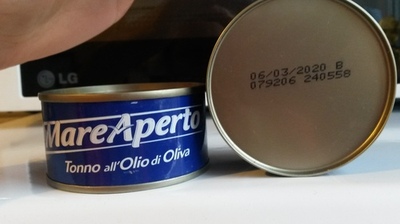 LG
06/03/2020 B
079206 240558
MareAperto
Tonno all'Olio di Oliva